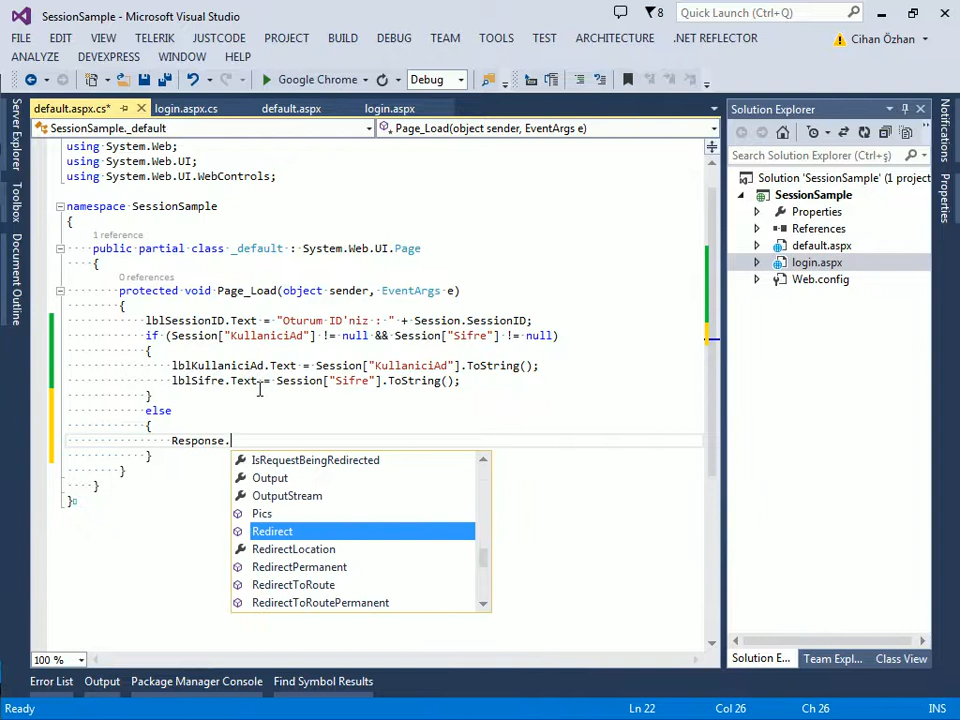 SessionSample - Microsoft Visual Studio
8
Quick Launch (Ctrl+Q)
FILE EDIT VIEW TELERIK JUSTCODE PROJECT BUILD DEBUG TEAM TOOLS TEST ARCHITECTURE .NET REFLECTOR
Cihan Özhan
ANALYZE DEVEXPRESS WINDOW HELP
Google Chrome
Debug
default.aspx.cs* login.aspx.cs default.aspx login.aspx
SessionSample._default
Page_Load(object sender, EventArgs e)
using System.Web;
using System.Web.UI;
using System.Web.UI.WebControls;
namespace SessionSample
{
1 reference
public partial class _default : System.Web.UI.Page
{
0 references
protected void Page_Load(object sender, EventArgs e)
{
lblSessionID.Text = "Oturum ID'niz : " + Session.SessionID;
if (Session["KullaniciAd"] != null && Session["Sifre"] != null)
{
lblKullaniciAd.Text = Session["KullaniciAd"].ToString();
lblSifre.Text = Session["Sifre"].ToString();
}
else
{
Response.
}
}
}
}
IsRequestBeingRedirected
Output
OutputStream
Pics
Redirect
RedirectLocation
RedirectPermanent
RedirectToRoute
RedirectToRoutePermanent
100 %
Server Explorer
Toolbox
Document Outline
Solution Explorer
Search Solution Explorer (Ctrl+ş)
Solution 'SessionSample' (1 project
SessionSample
Properties
References
default.aspx
login.aspx
Web.config
Solution E... Team Expl... Class View
Notifications
Properties
Error List Output Package Manager Console Find Symbol Results
Ready
Ln 22 Col 26 Ch 26 INS